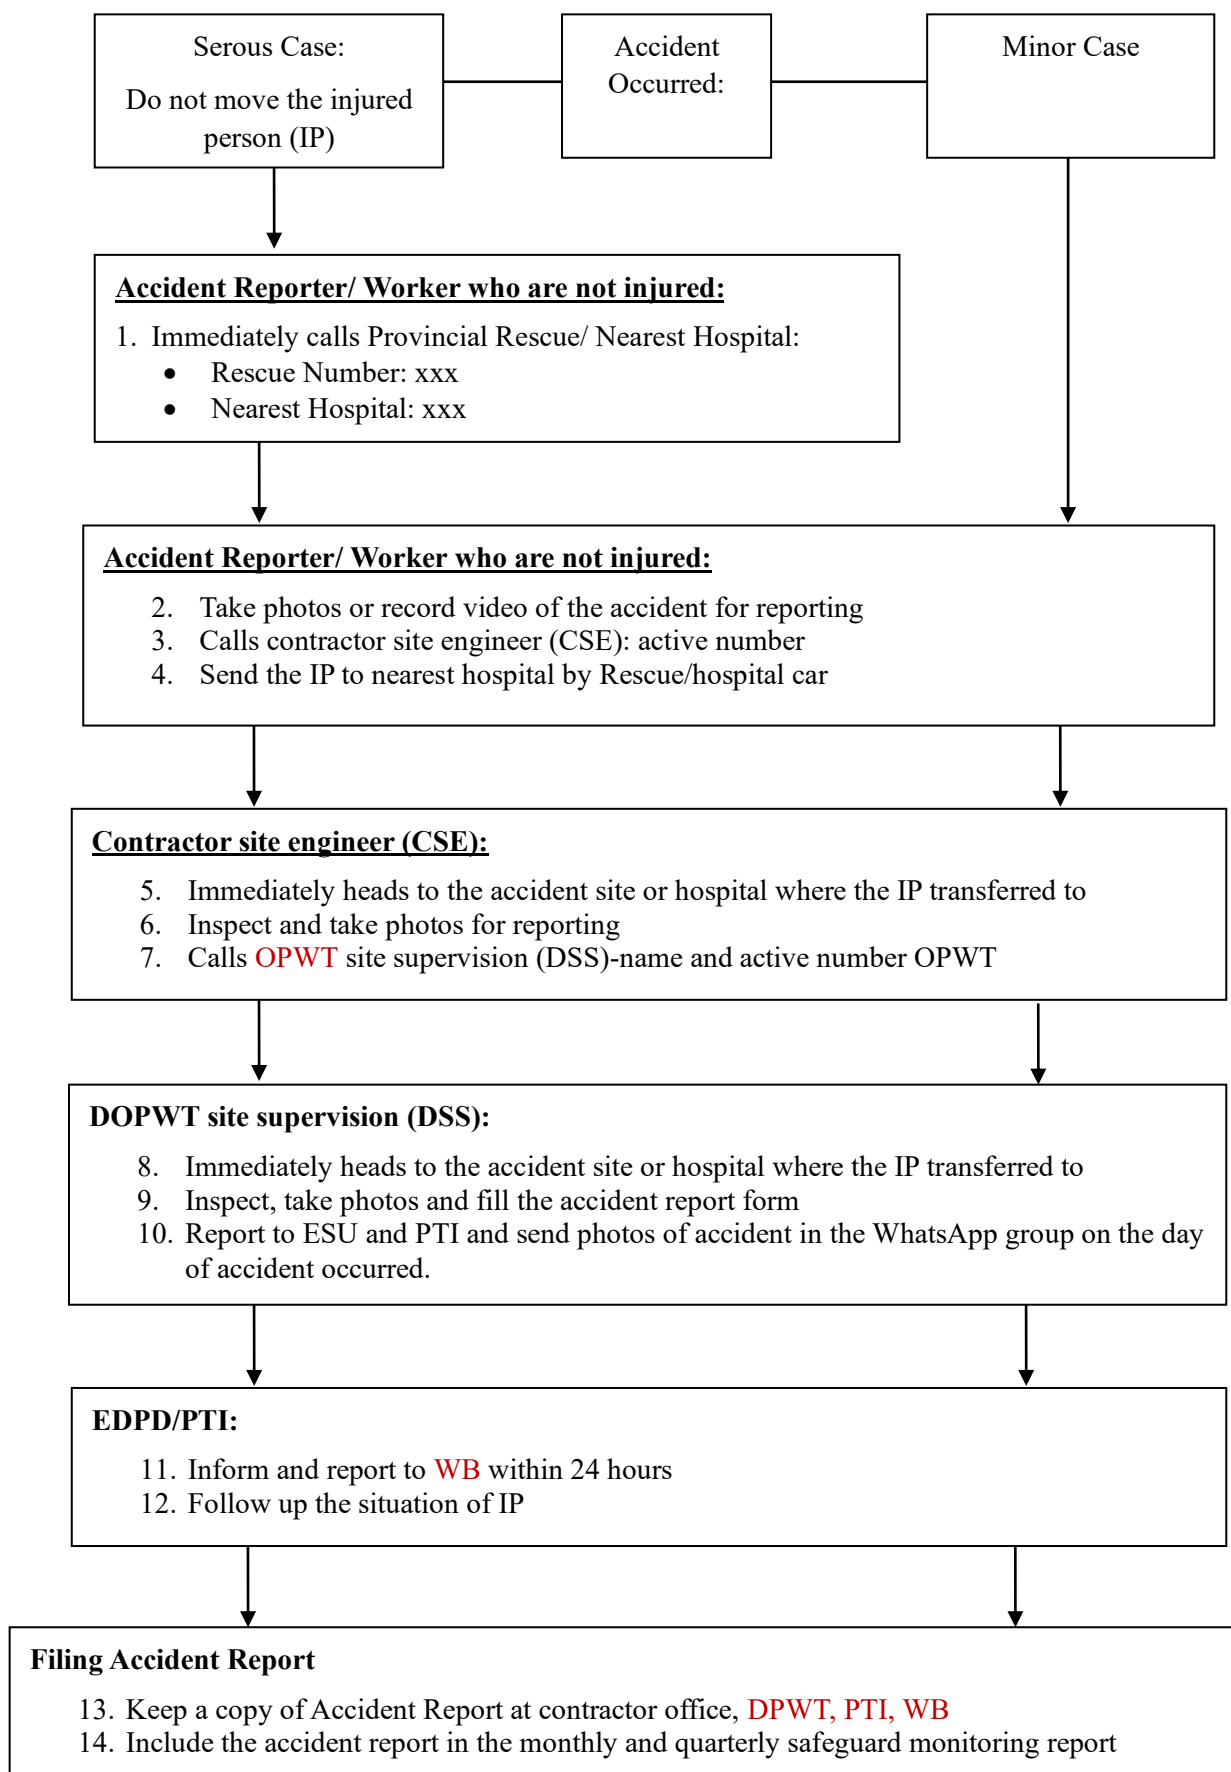 Serous Case:
Do not move the injured
person (IP)
Accident
Occurred:
Minor Case
Accident Reporter/ Worker who are not injured:
1. Immediately calls Provincial Rescue/ Nearest Hospital:
• Rescue Number: xxx
• Nearest Hospital: xxx
Accident Reporter/ Worker who are not injured:
2. Take photos or record video of the accident for reporting
3. Calls contractor site engineer (CSE): active number
4. Send the IP to nearest hospital by Rescue/hospital car
Contractor site engineer (CSE):
5. Immediately heads to the accident site or hospital where the IP transferred to
6. Inspect and take photos for reporting
7. Calls OPWT site supervision (DSS)-name and active number OPWT
DOPWT site supervision (DSS):
8. Immediately heads to the accident site or hospital where the IP transferred to
9. Inspect, take photos and fill the accident report form
10. Report to ESU and PTI and send photos of accident in the WhatsApp group on the day
of accident occurred.
EDPD/PTI:
11. Inform and report to WB within 24 hours
12. Follow up the situation of IP
Filing Accident Report
13. Keep a copy of Accident Report at contractor office, DPWT, PTI, WB
14. Include the accident report in the monthly and quarterly safeguard monitoring report